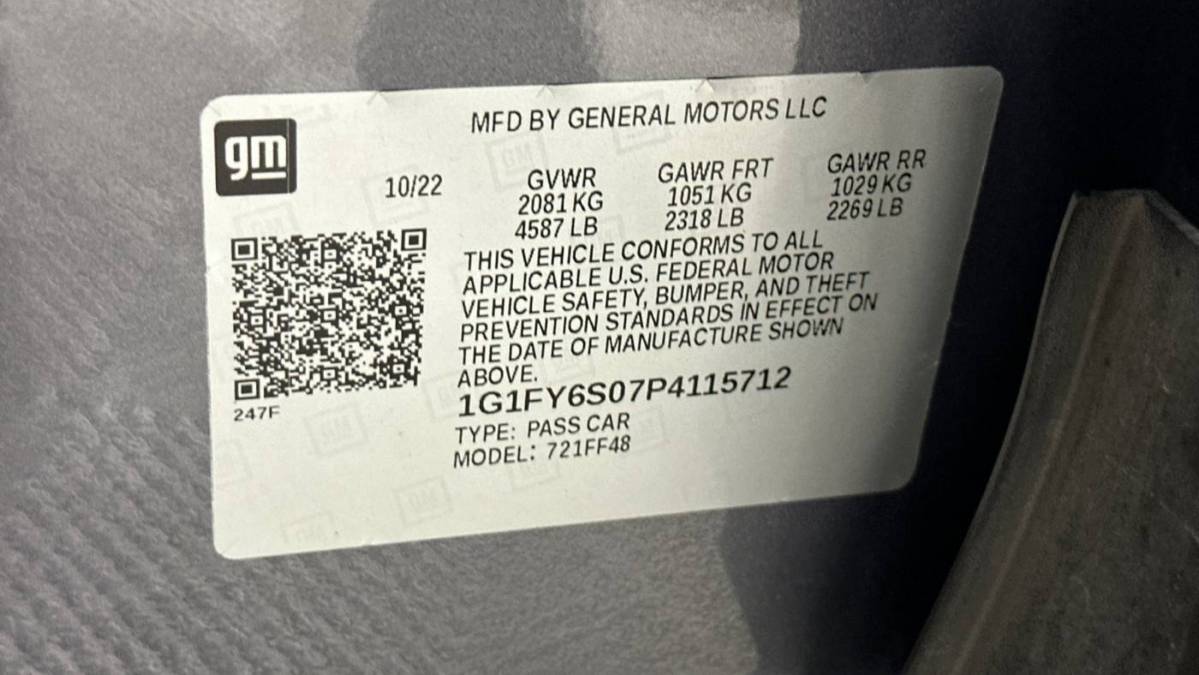 gm
MFD BY GENERAL MOTORS LLC
10/22
GVWR
2081 KG
4587 LB
GAWR FRT
1051 KG
2318 LB
GAWR RR
1029 KG
2269 LB
THIS VEHICLE CONFORMS TO ALL
APPLICABLE U.S. FEDERAL MOTOR
VEHICLE SAFETY, BUMPER, AND THEFT
PREVENTION STANDARDS IN EFFECT ON
THE DATE OF MANUFACTURE SHOWN
ABOVE.
1G1FY6S07P4115712
TYPE: PASS CAR
MODEL: 721FF48
247F